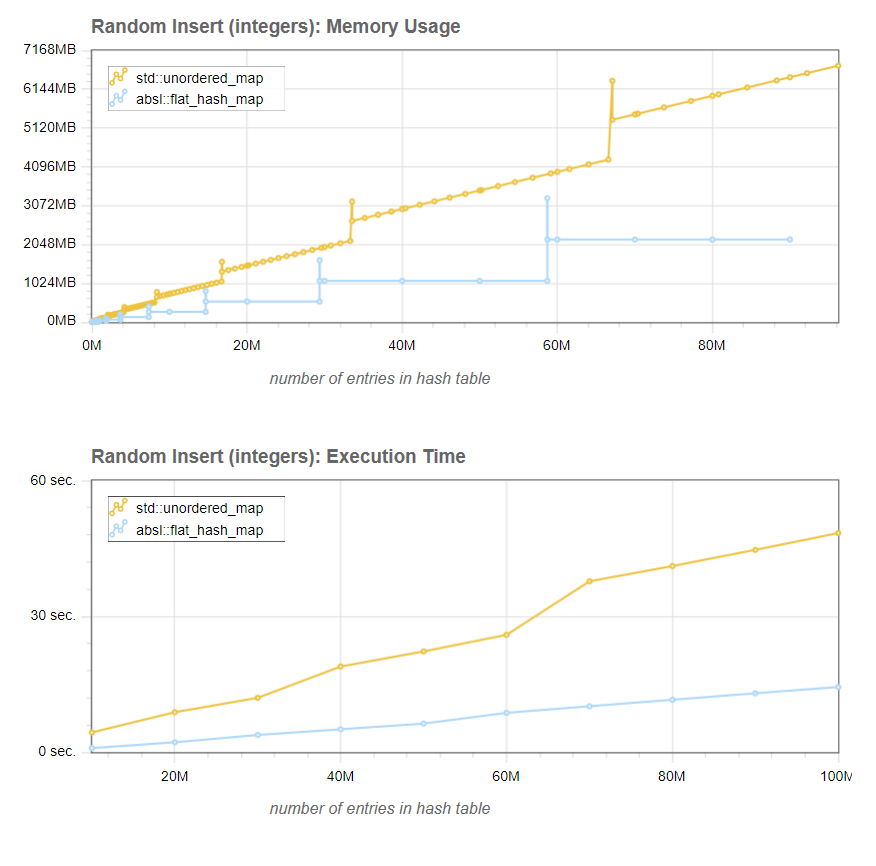 Random Insert (integers): Memory Usage
7168MB
std::unordered_map
absl::flat_hash_map
6144MB
5120MB
4096MB
3072MB
2048MB
1024MB
0MB
0M 20M 40M 60M 80M
number of entries in hash table
Random Insert (integers): Execution Time
60 sec.
std::unordered_map
absl::flat_hash_map
30 sec.
0 sec.
20M 40M 60M 80M 100M
number of entries in hash table